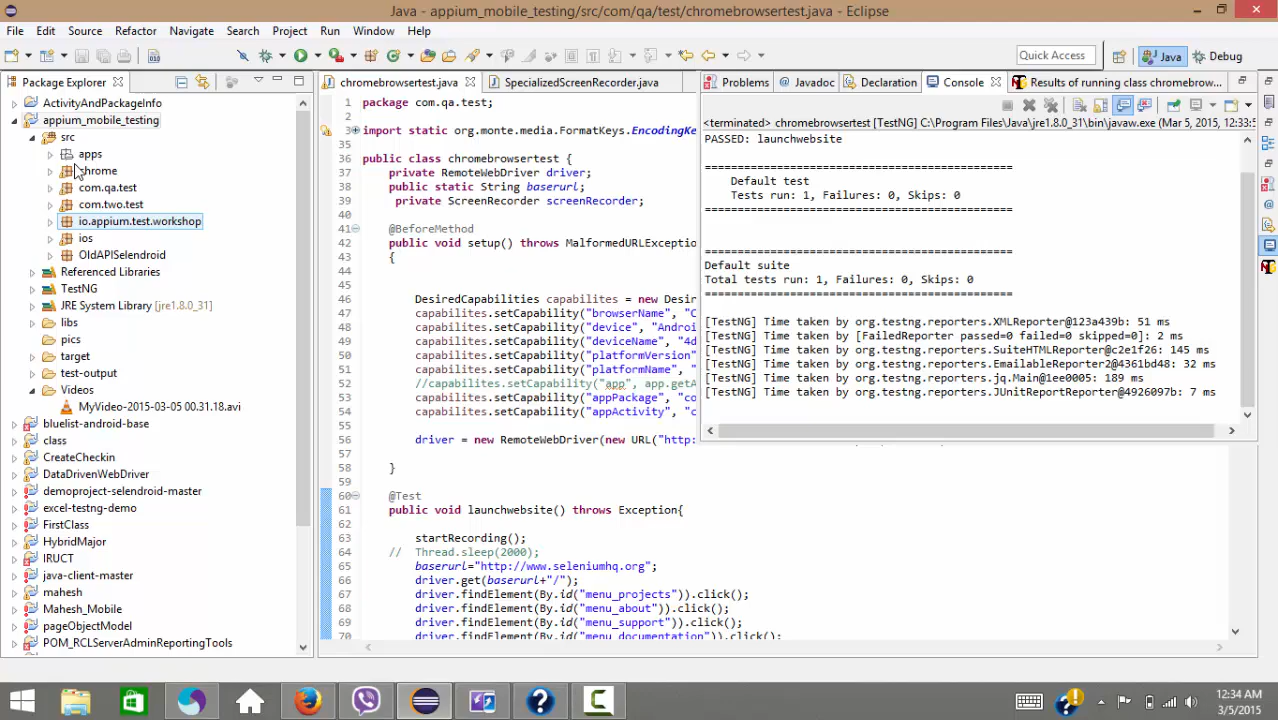 Java - appium_mobile_testing/src/com/qa/test/chromebrowsertest.java - Eclipse
File Edit Source Refactor Navigate Search Project Run Window Help
Quick Access
Java
Debug
Package Explorer
ActivityAndPackageInfo
appium_mobile_testing
src
apps
chrome
com.qa.test
com.two.test
io.appium.test.workshop
ios
OldAPISelendroid
Referenced Libraries
TestNG
JRE System Library [jre1.8.0_31]
libs
pics
target
test-output
Videos
MyVideo-2015-03-05 00.31.18.avi
bluelist-android-base
class
CreateCheckin
DataDrivenWebDriver
demoproject-selendroid-master
excel-testng-demo
FirstClass
HybridMajor
IRUCT
java-client-master
mahesh
Mahesh_Mobile
pageObjectModel
POM_RCLServerAdminReportingTools
chromebrowsertest.java
SpecializedScreenRecorder.java
1 package com.qa.test;
2
3 import static org.monte.media.FormatKeys.EncodingKey
35
36 public class chromebrowsertest {
37 private RemoteWebDriver driver;
38 public static String baseurl;
39 private ScreenRecorder screenRecorder;
40
41 @BeforeMethod
42 public void setup() throws MalformedURLException
43 {
44
45
46 DesiredCapabilities capabilites = new Desir
47 capabilites.setCapability("browserName", "C
48 capabilites.setCapability("device", "Androi
49 capabilites.setCapability("deviceName", "4d
50 capabilites.setCapability("platformVersion"
51 capabilites.setCapability("platformName",
52 //capabilites.setCapability("app", app.getA
53 capabilites.setCapability("appPackage", "co
54 capabilites.setCapability("appActivity", "c
55
56 driver = new RemoteWebDriver(new URL("http:
57
58 }
59
60 @Test
61 public void launchwebsite() throws Exception{
62
63 startRecording();
64 // Thread.sleep(2000);
65 baseurl="http://www.seleniumhq.org";
66 driver.get(baseurl+"/");
67 driver.findElement(By.id("menu_projects")).click();
68 driver.findElement(By.id("menu_about")).click();
69 driver.findElement(By.id("menu_support")).click();
70 driver.findElement(By.id("menu_documentation")).click();
Problems
Javadoc
Declaration
Console
Results of running class chromebrow...
<terminated> chromebrowsertest [TestNG] C:\Program Files\Java\jre1.8.0_31\bin\javaw.exe (Mar 5, 2015, 12:33:5
PASSED: launchwebsite
===============================================
Default test
Tests run: 1, Failures: 0, Skips: 0
===============================================
===============================================
Default suite
Total tests run: 1, Failures: 0, Skips: 0
===============================================
[TestNG] Time taken by org.testng.reporters.XMLReporter@123a439b: 51 ms
[TestNG] Time taken by [FailedReporter passed=0 failed=0 skipped=0]: 2 ms
[TestNG] Time taken by org.testng.reporters.SuiteHTMLReporter@c2e1f26: 145 ms
[TestNG] Time taken by org.testng.reporters.EmailableReporter2@4361bd48: 32 ms
[TestNG] Time taken by org.testng.reporters.jq.Main@1ee0005: 189 ms
[TestNG] Time taken by org.testng.reporters.JUnitReportReporter@4926097b: 7 ms
12:34 AM
3/5/2015